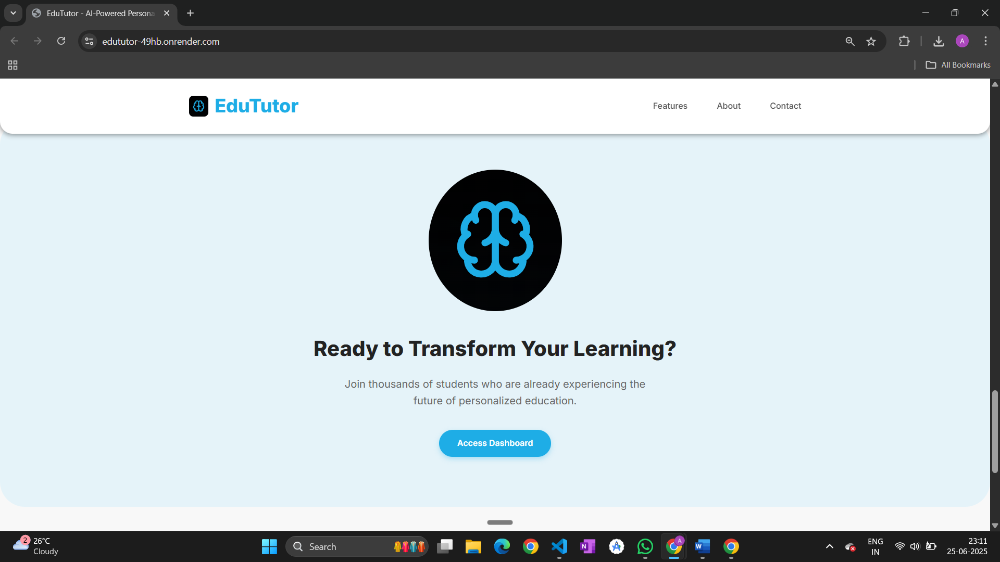 EduTutor - AI-Powered Persona
edututor-49hb.onrender.com
A
All Bookmarks
EduTutor
Features
About
Contact
Ready to Transform Your Learning?
Join thousands of students who are already experiencing the
future of personalized education.
Access Dashboard
2
26°C
Cloudy
Search
N
A
W
ENG
IN
23:11
25-06-2025